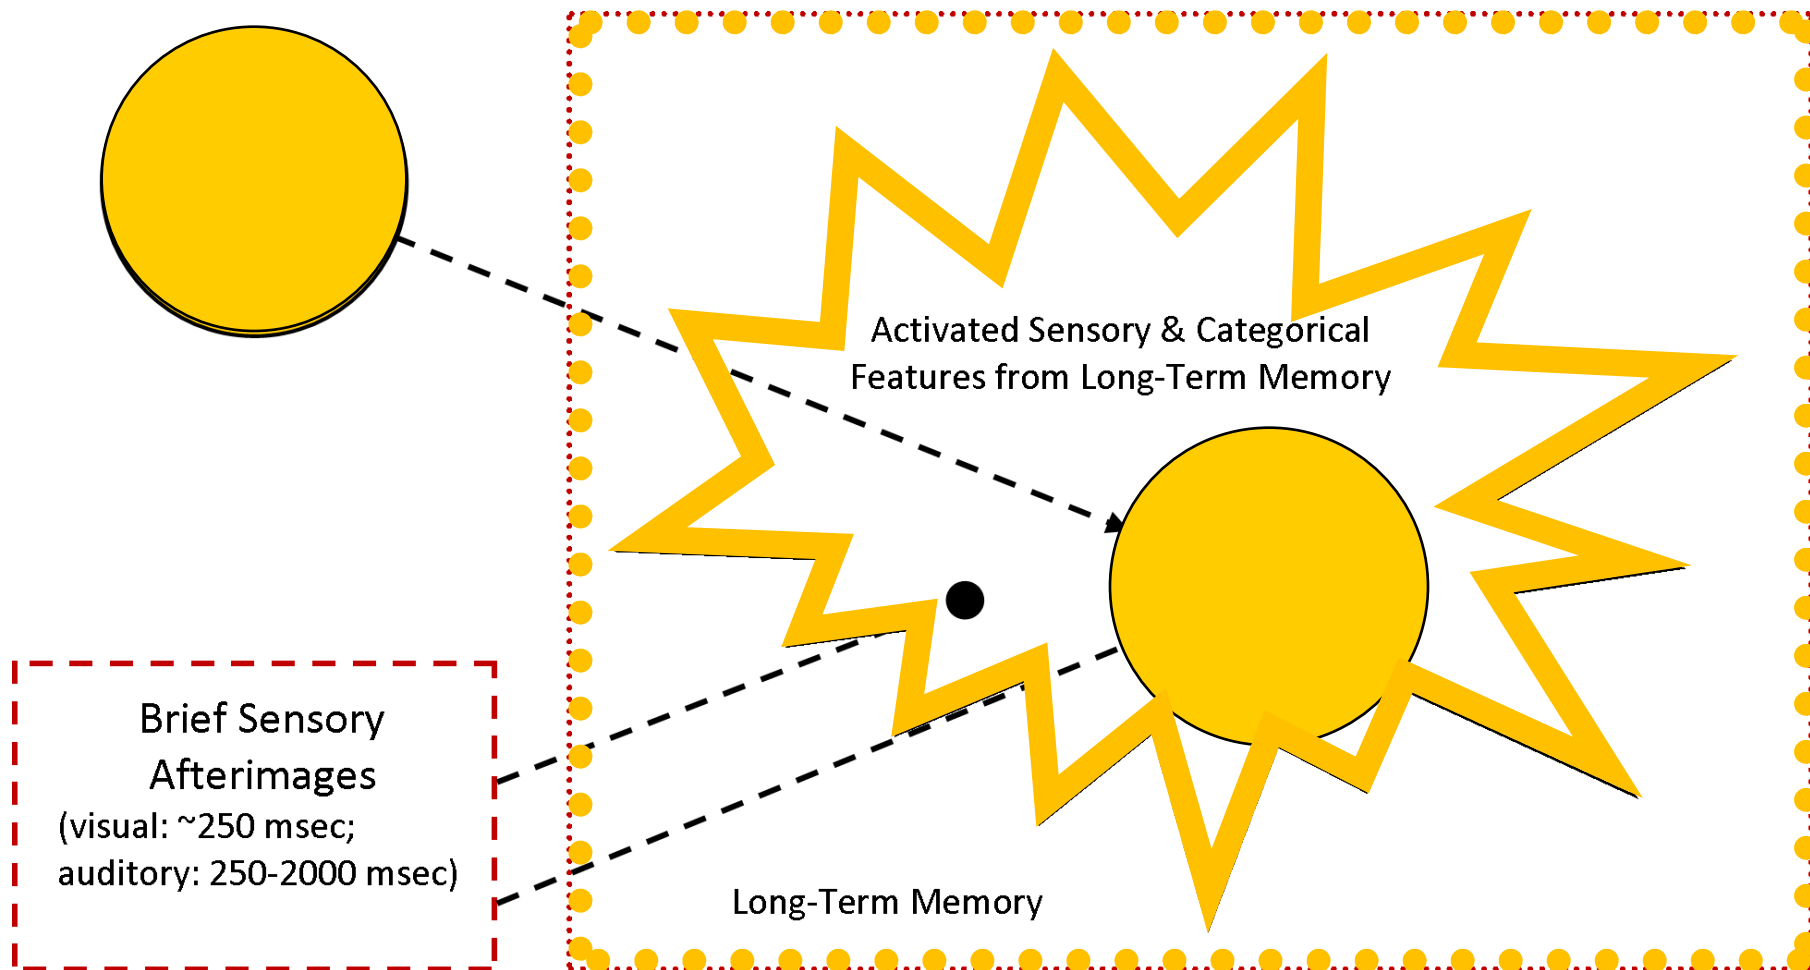 Activated Sensory & Categorical
Features from Long-Term Memory
Brief Sensory
Afterimages
(visual: ~250 msec;
auditory: 250-2000 msec)
Long-Term Memory